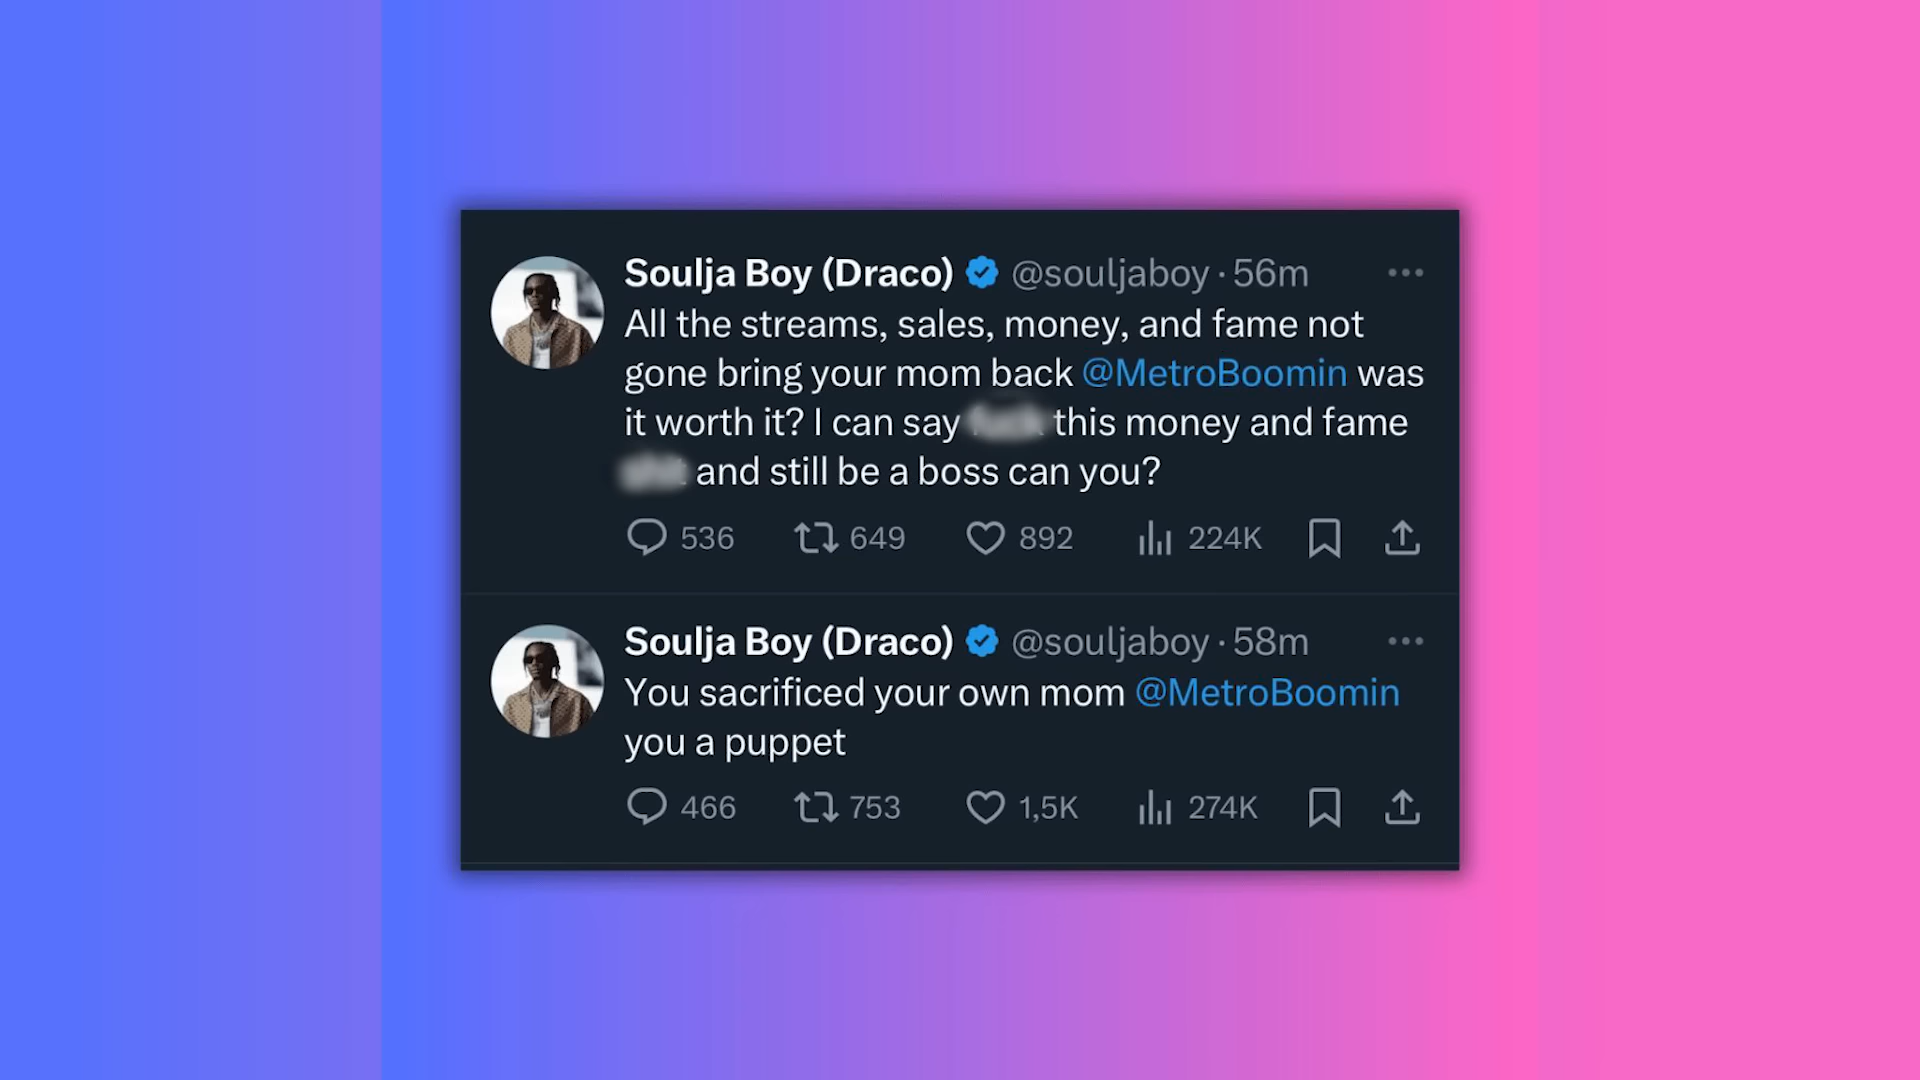 Soulja Boy (Draco) @souljaboy · 56m
All the streams, sales, money, and fame not
gone bring your mom back @MetroBoomin was
it worth it? I can say this money and fame
and still be a boss can you?
536 649 892 224K
Soulja Boy (Draco) @souljaboy · 58m
You sacrificed your own mom @MetroBoomin
you a puppet
466 753 1,5K 274K